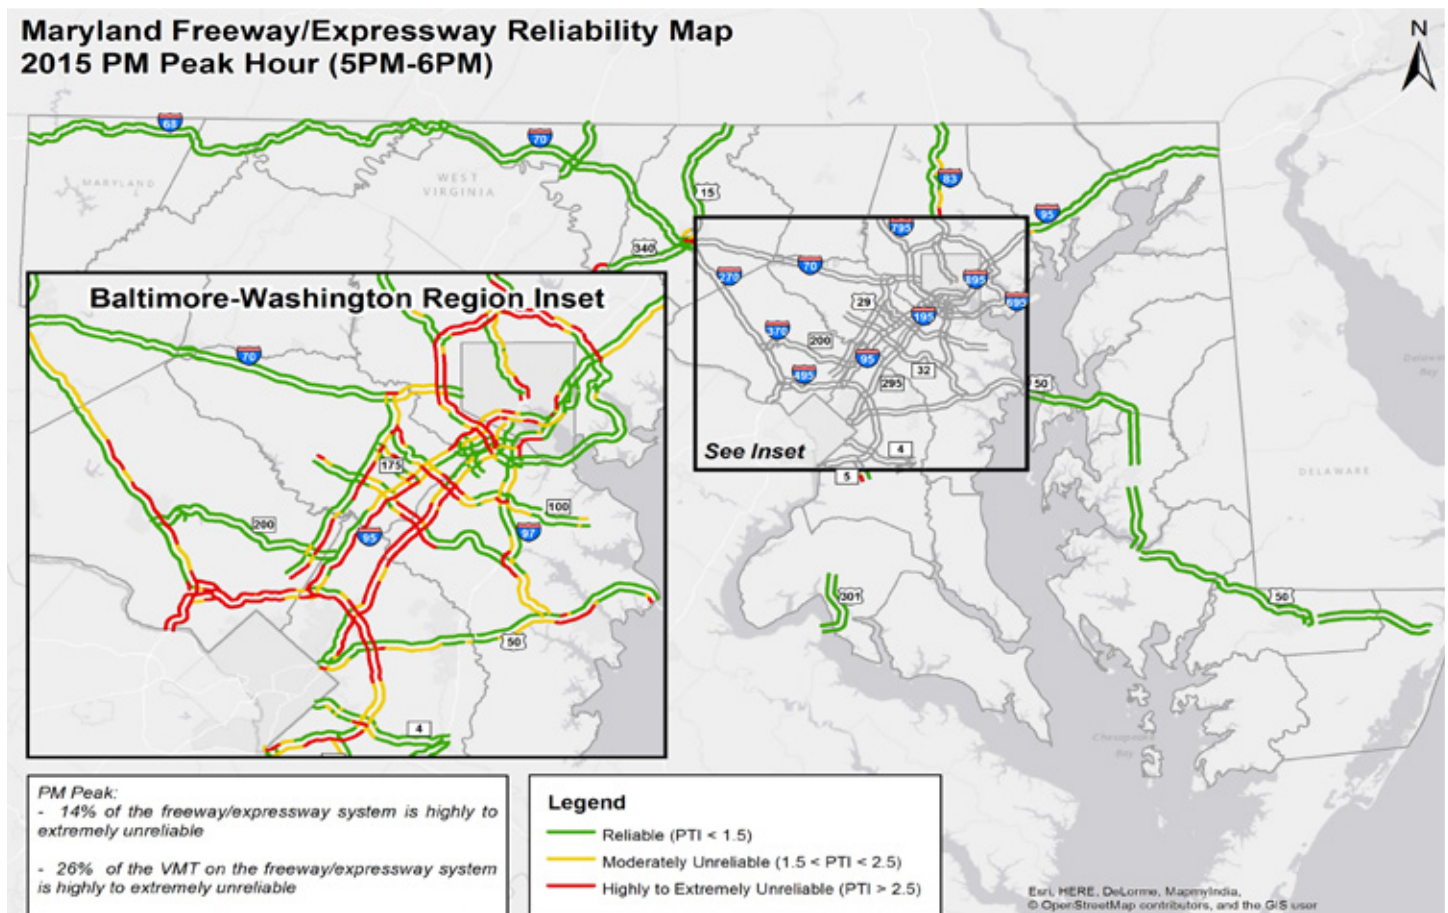 Maryland Freeway/Expressway Reliability Map
2015 PM Peak Hour (5PM-6PM)
N
68
70
MARYLAND
WEST
VIRGINIA
15
83
95
340
795
70
270
895
695
29
195
370
200
95
495
32
295
50
See Inset
4
5
301
50
DELAWARE
Delaware
Bay
Chesapeake
Bay
Baltimore-Washington Region Inset
70
175
200
95
100
97
50
4
PM Peak:
- 14% of the freeway/expressway system is highly to
extremely unreliable
- 26% of the VMT on the freeway/expressway system
is highly to extremely unreliable
Legend
Reliable (PTI < 1.5)
Moderately Unreliable (1.5 < PTI < 2.5)
Highly to Extremely Unreliable (PTI > 2.5)
Esri, HERE, DeLorme, MapmyIndia,
© OpenStreetMap contributors, and the GIS user